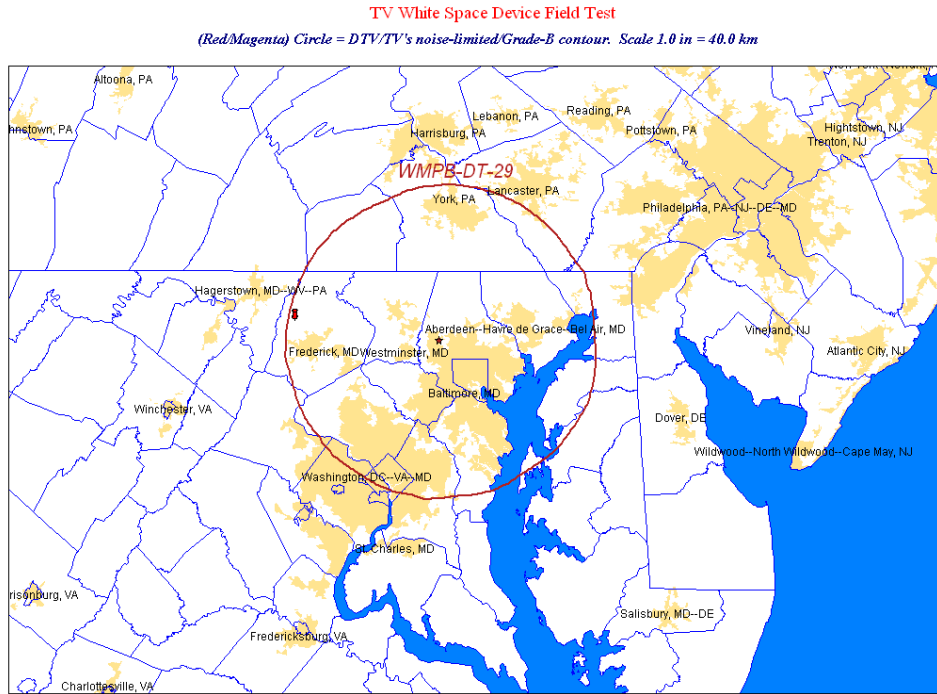 TV White Space Device Field Test
(Red/Magenta) Circle = DTV/TV's noise-limited/Grade-B contour. Scale 1.0 in = 40.0 km
Altoona, PA
hnstown, PA
Lebanon, PA
Reading, PA
Harrisburg, PA
Pottstown, PA
Hightstown, NJ
Trenton, NJ
WMPB-DT-29
Lancaster, PA
York, PA
Philadelphia, PA--NJ--DE--MD
Hagerstown, MD--WV--PA
Aberdeen--Havre de Grace--Bel Air, MD
Vineland, NJ
Frederick, MD
Westminster, MD
Atlantic City, NJ
Baltimore, MD
Winchester, VA
Dover, DE
Wildwood--North Wildwood--Cape May, NJ
Washington, DC--VA--MD
St. Charles, MD
rrisonburg, VA
Salisbury, MD--DE
Fredericksburg, VA
Charlottesville, VA